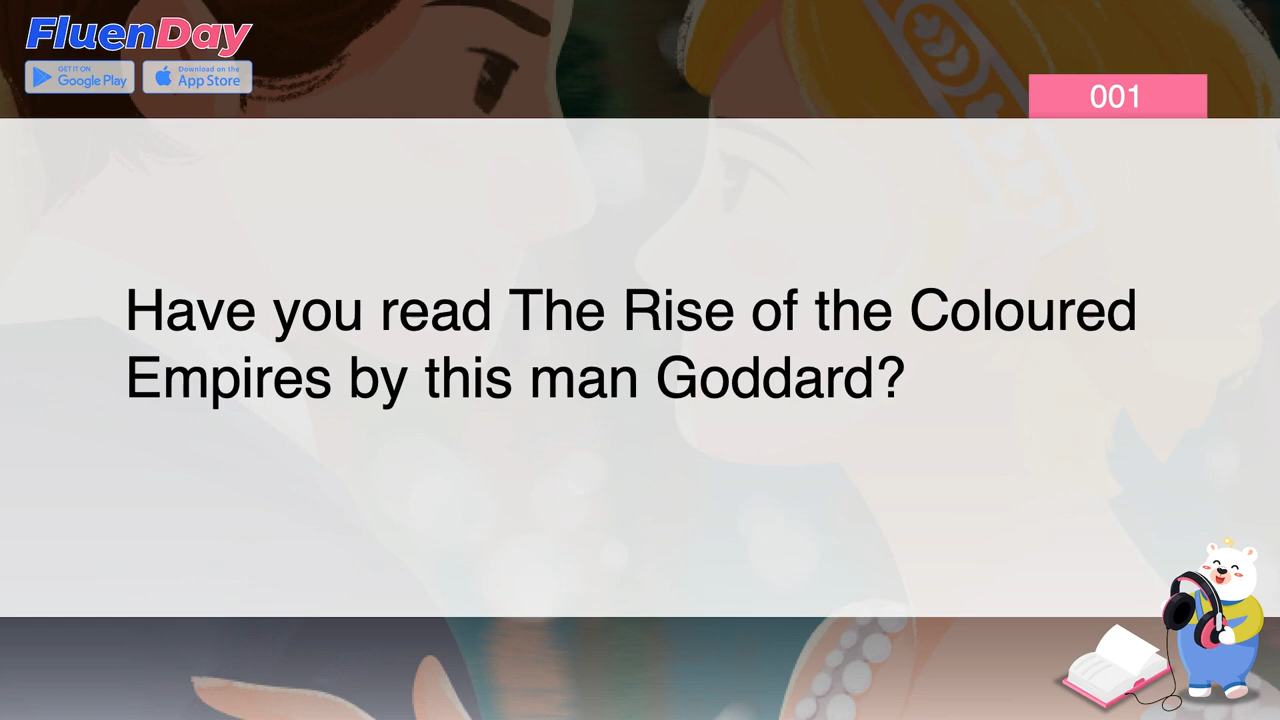 FluenDay
GET IT ON
Google Play
Download on the
App Store
001
Have you read The Rise of the Coloured
Empires by this man Goddard?